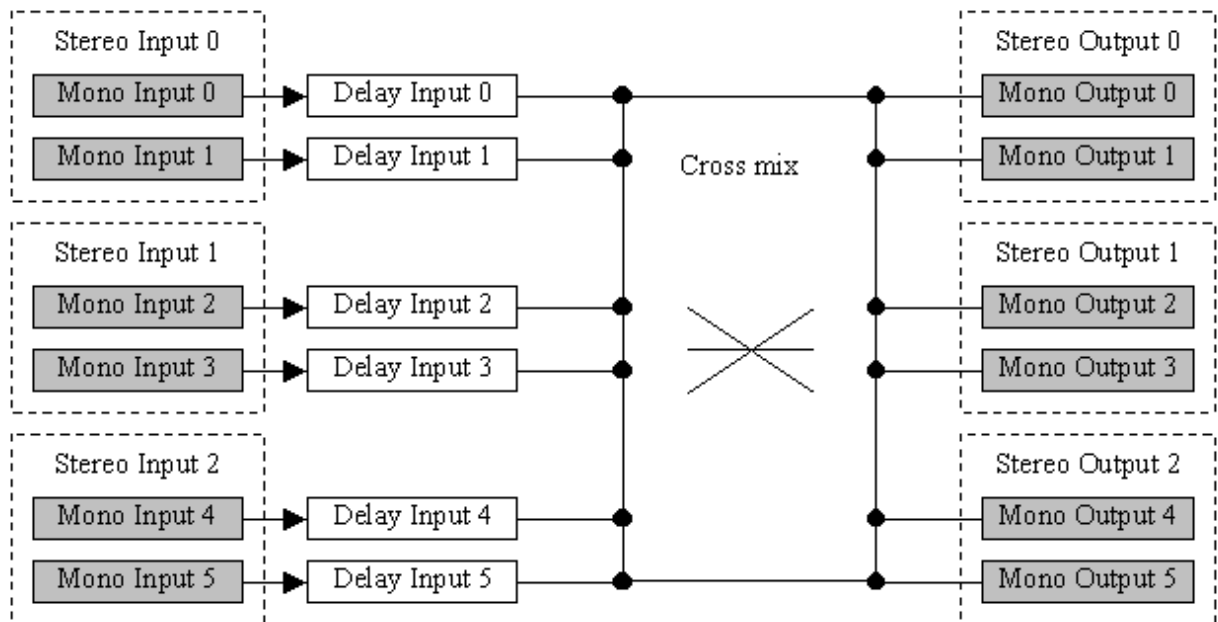 Stereo Input 0
Mono Input 0
Delay Input 0
Mono Input 1
Delay Input 1
Stereo Input 1
Mono Input 2
Delay Input 2
Mono Input 3
Delay Input 3
Stereo Input 2
Mono Input 4
Delay Input 4
Mono Input 5
Delay Input 5
Cross mix
Stereo Output 0
Mono Output 0
Mono Output 1
Stereo Output 1
Mono Output 2
Mono Output 3
Stereo Output 2
Mono Output 4
Mono Output 5